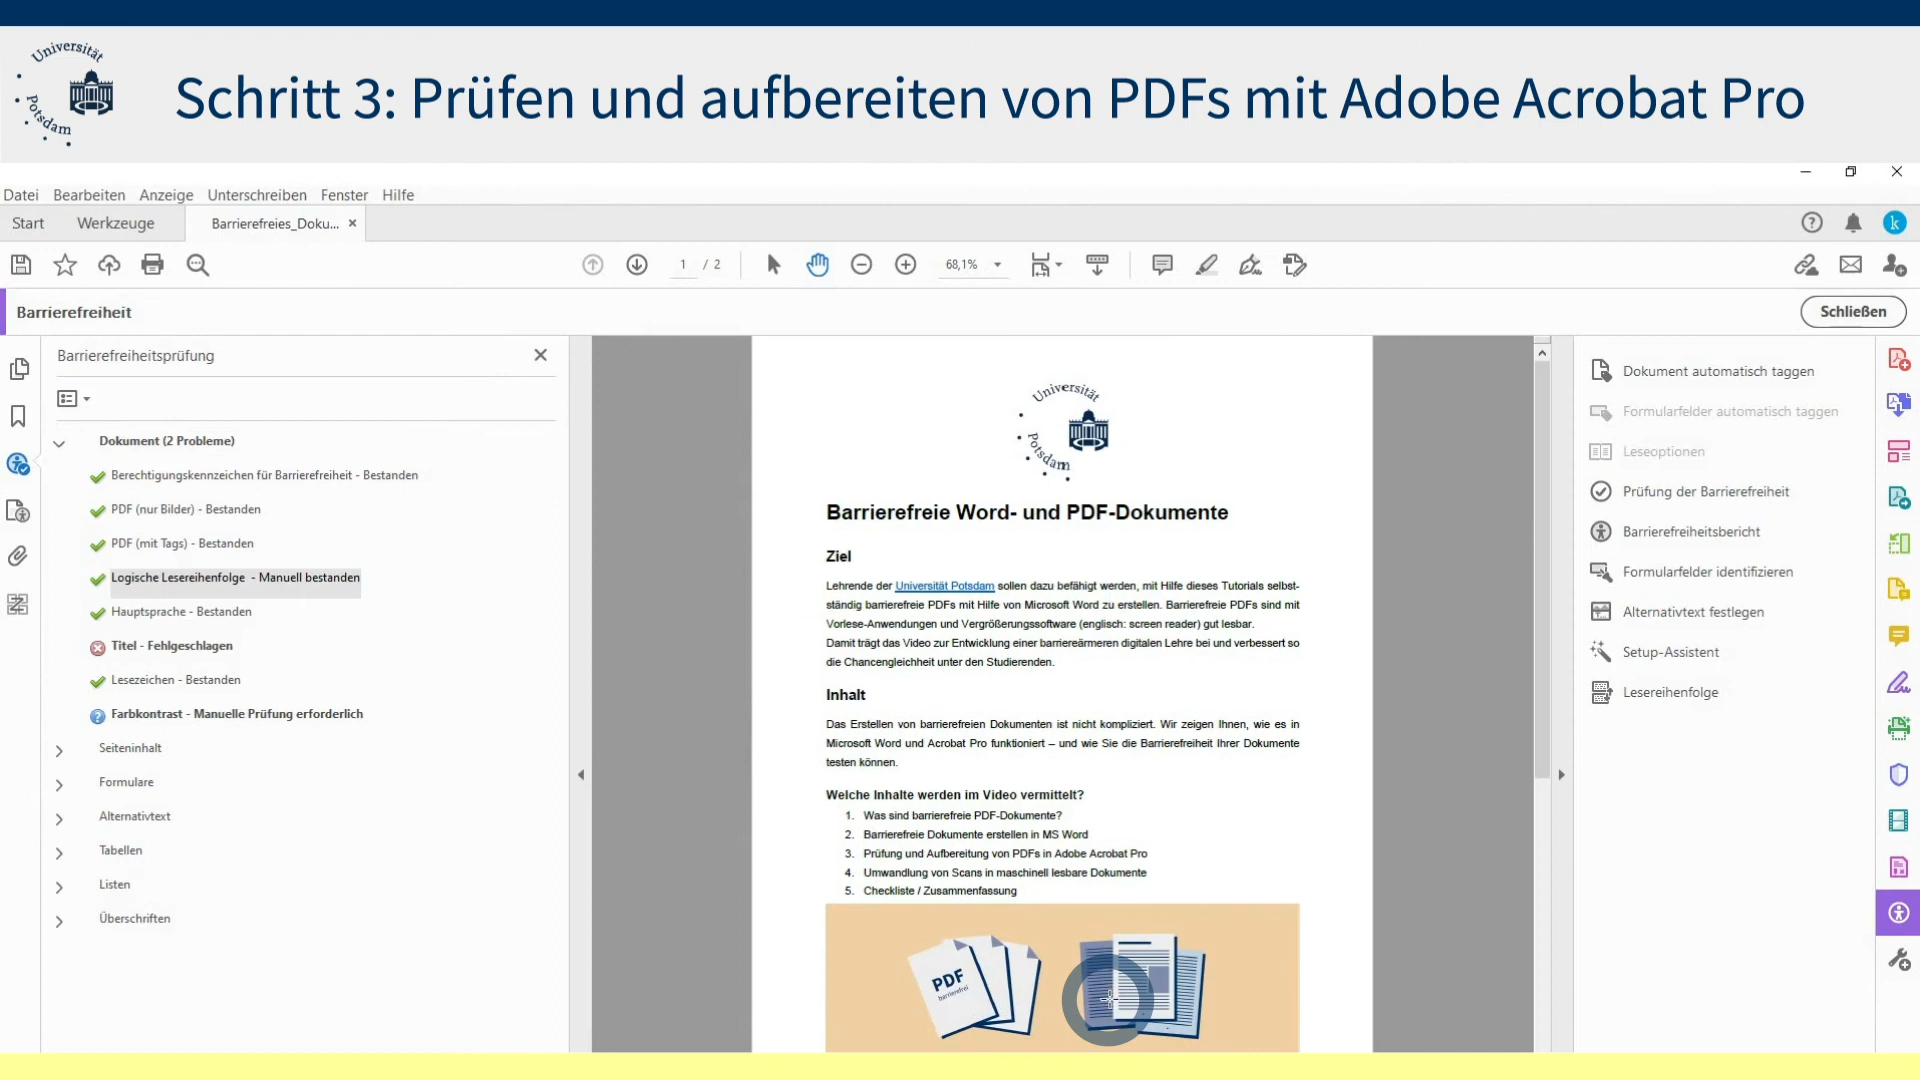 Universität
Potsdam
Schritt 3: Prüfen und aufbereiten von PDFs mit Adobe Acrobat Pro
Datei Bearbeiten Anzeige Unterschreiben Fenster Hilfe
Start Werkzeuge Barrierefreies_Doku...
k
1 / 2
68,1%
Barrierefreiheit
Schließen
Barrierefreiheitsprüfung
Dokument (2 Probleme)
Berechtigungskennzeichen für Barrierefreiheit - Bestanden
PDF (nur Bilder) - Bestanden
PDF (mit Tags) - Bestanden
Logische Lesereihenfolge - Manuell bestanden
Hauptsprache - Bestanden
Titel - Fehlgeschlagen
Lesezeichen - Bestanden
Farbkontrast - Manuelle Prüfung erforderlich
Seiteninhalt
Formulare
Alternativtext
Tabellen
Listen
Überschriften
Universität
Potsdam
Barrierefreie Word- und PDF-Dokumente
Ziel
Lehrende der Universität Potsdam sollen dazu befähigt werden, mit Hilfe dieses Tutorials selbst-
ständig barrierefreie PDFs mit Hilfe von Microsoft Word zu erstellen. Barrierefreie PDFs sind mit
Vorlese-Anwendungen und Vergrößerungssoftware (englisch: screen reader) gut lesbar.
Damit trägt das Video zur Entwicklung einer barriereärmeren digitalen Lehre bei und verbessert so
die Chancengleichheit unter den Studierenden.
Inhalt
Das Erstellen von barrierefreien Dokumenten ist nicht kompliziert. Wir zeigen Ihnen, wie es in
Microsoft Word und Acrobat Pro funktioniert – und wie Sie die Barrierefreiheit Ihrer Dokumente
testen können.
Welche Inhalte werden im Video vermittelt?
1. Was sind barrierefreie PDF-Dokumente?
2. Barrierefreie Dokumente erstellen in MS Word
3. Prüfung und Aufbereitung von PDFs in Adobe Acrobat Pro
4. Umwandlung von Scans in maschinell lesbare Dokumente
5. Checkliste / Zusammenfassung
PDF
barrierefrei
Dokument automatisch taggen
Formularfelder automatisch taggen
Leseoptionen
Prüfung der Barrierefreiheit
Barrierefreiheitsbericht
Formularfelder identifizieren
Alternativtext festlegen
Setup-Assistent
Lesereihenfolge